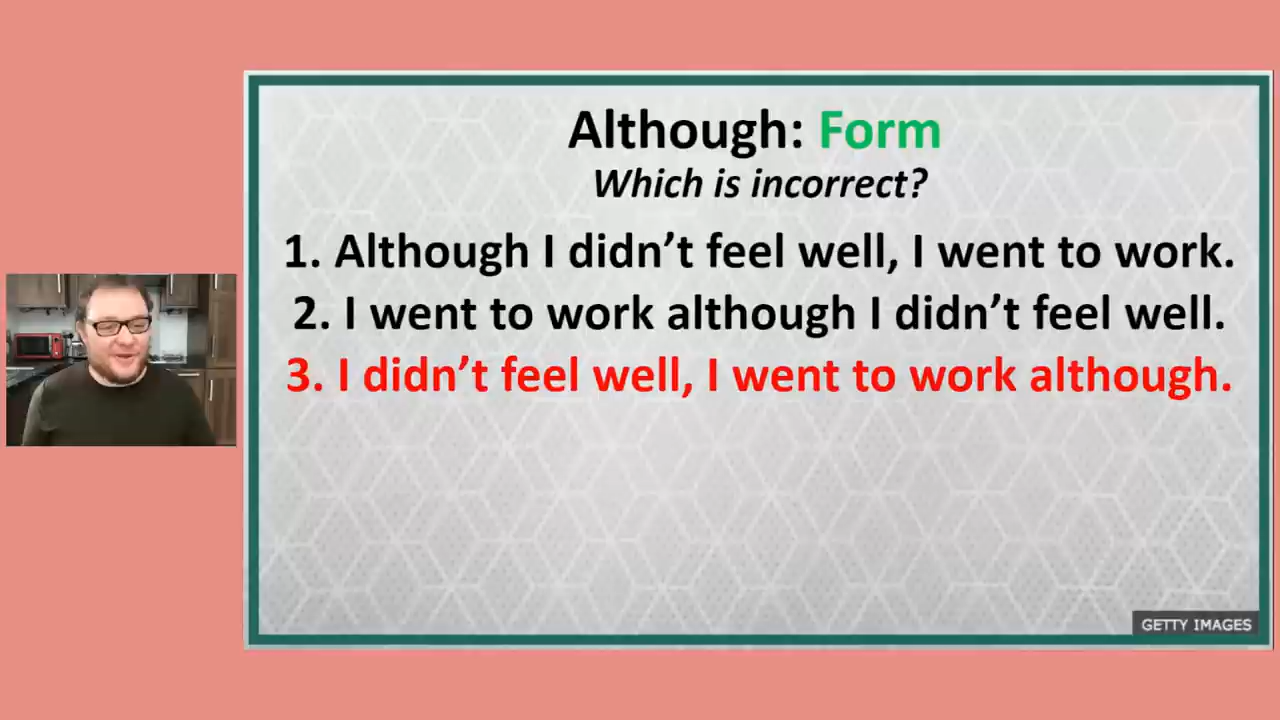 Although: Form
Which is incorrect?
1. Although I didn’t feel well, I went to work.
2. I went to work although I didn’t feel well.
3. I didn’t feel well, I went to work although.
GETTY IMAGES